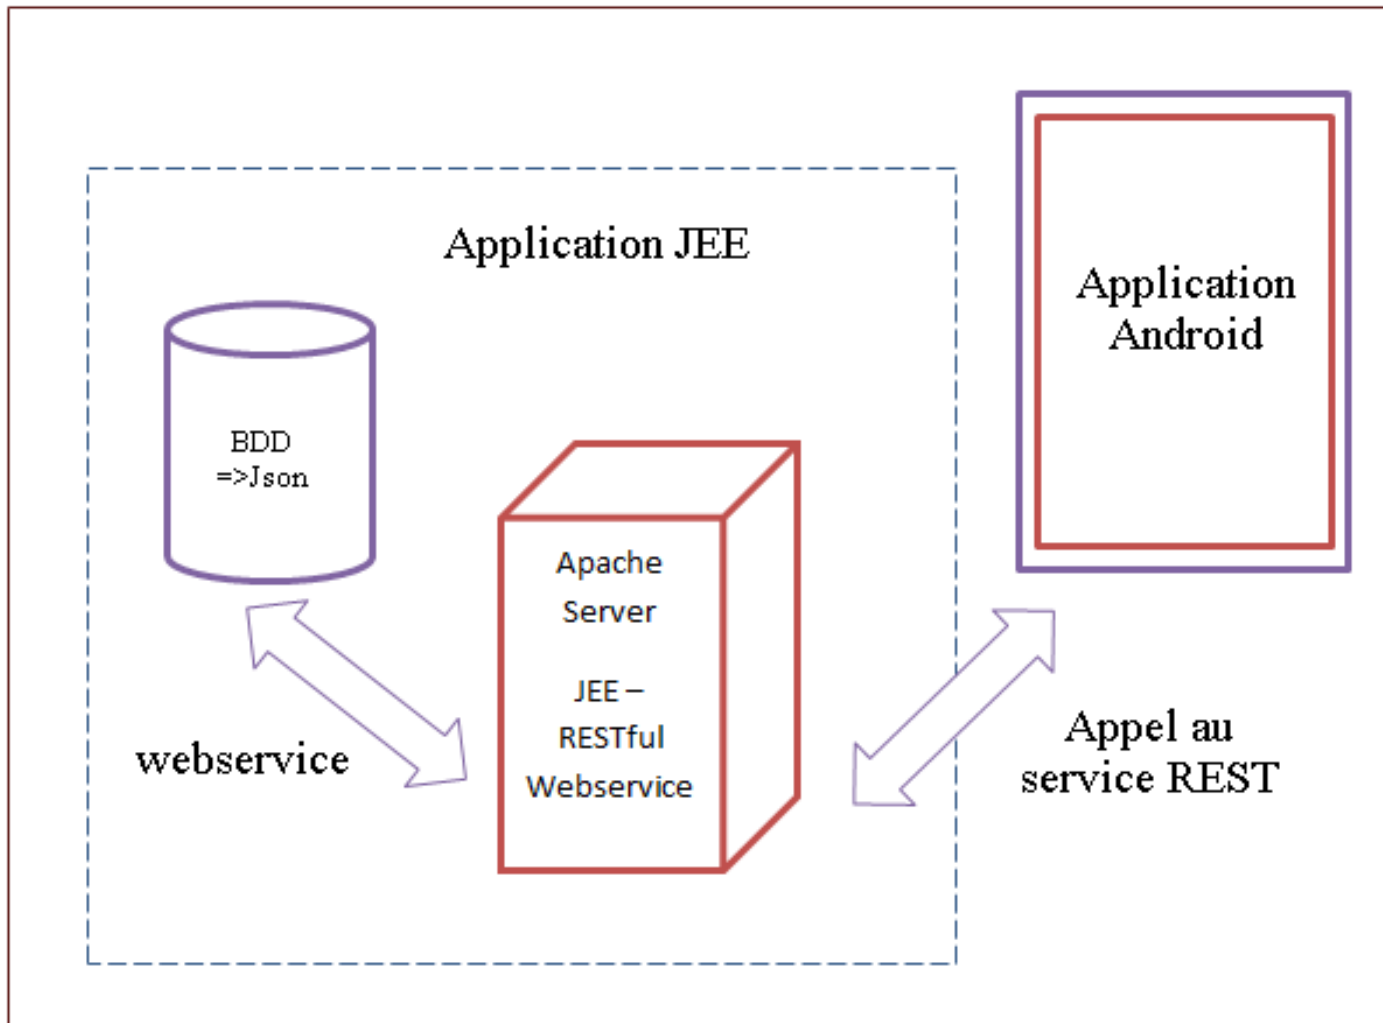 Application JEE
Application
Android
BDD
=>Json
Apache
Server
JEE –
RESTful
Webservice
webservice
Appel au
service REST